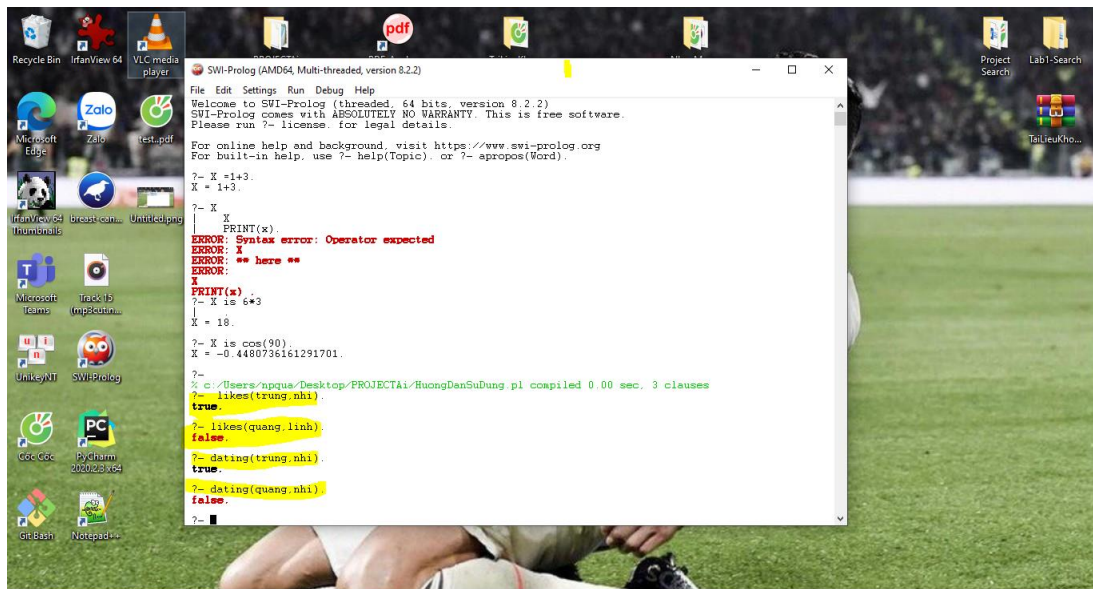 pdf
Recycle Bin
IrfanView 64
VLC media
player
Project
Search
Lab1-Search
SWI-Prolog (AMD64, Multi-threaded, version 8.2.2)
File Edit Settings Run Debug Help
Welcome to SWI-Prolog (threaded, 64 bits, version 8.2.2)
SWI-Prolog comes with ABSOLUTELY NO WARRANTY. This is free software.
Please run ?- license. for legal details.
For online help and background, visit https://www.swi-prolog.org
For built-in help, use ?- help(Topic). or ?- apropos(Word).
?- X =1+3.
X = 1+3.
?- X
|    X
|    PRINT(x).
ERROR: Syntax error: Operator expected
ERROR: X
ERROR: ** here **
ERROR:
X
PRINT(x) .
?- X is 6*3
|    .
X = 18.
?- X is cos(90).
X = -0.4480736161291701.
?-
% c:/Users/npqua/Desktop/PROJECTAi/HuongDanSuDung.pl compiled 0.00 sec, 3 clauses
?-  likes(trung,nhi).
true.
?- likes(quang,linh).
false.
?- dating(trung,nhi).
true.
?- dating(quang,nhi).
false.
?-
Microsoft
Edge
Zalo
Zalo
test..pdf
TaiLieuKho...
IrfanView 64
Thumbnails
breast-can...
Untitled.png
Microsoft
Teams
Track 15
(mp3cut.n...
u n i
n
UnikeyNT
SWI-Prolog
Cốc Cốc
PC
PyCharm
2020.2.3 x64
Git Bash
Notepad++